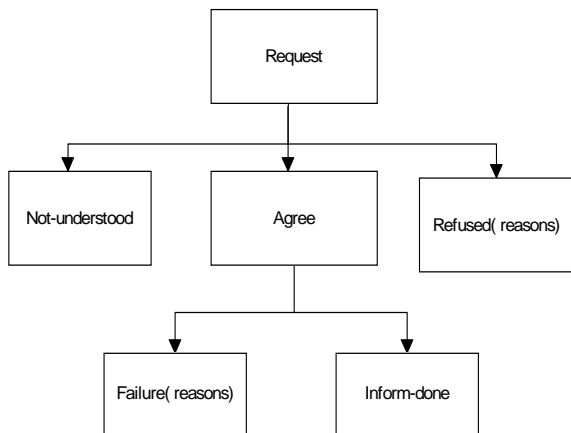 Request
Not-understood
Agree
Refused( reasons)
Failure( reasons)
Inform-done